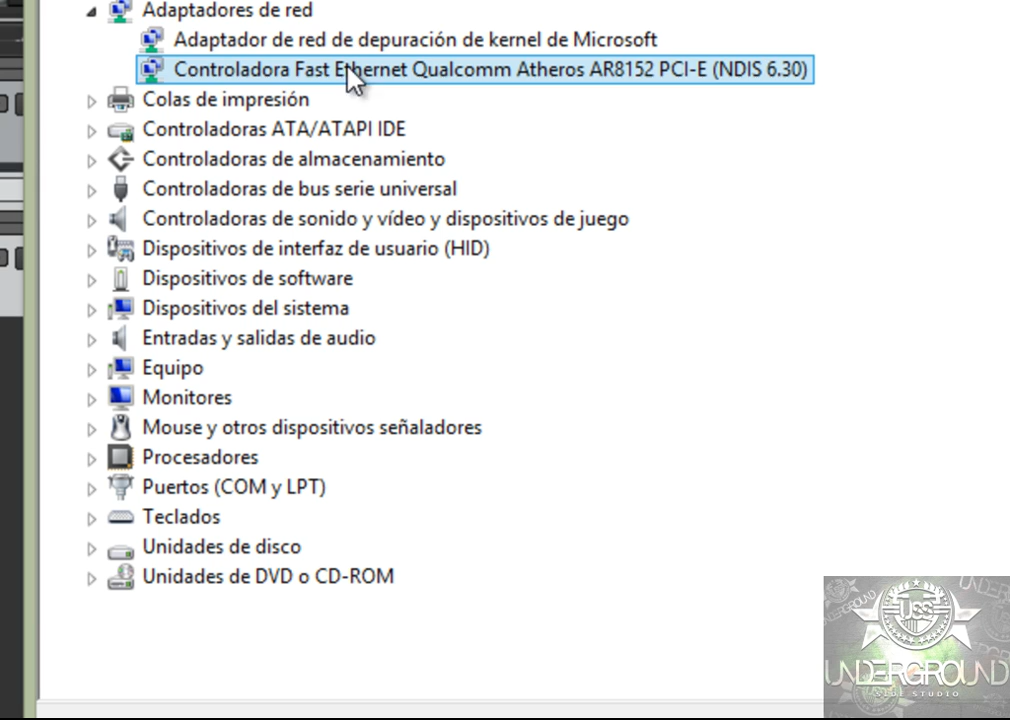 Adaptadores de red
Adaptador de red de depuración de kernel de Microsoft
Controladora Fast Ethernet Qualcomm Atheros AR8152 PCI-E (NDIS 6.30)
Colas de impresión
Controladoras ATA/ATAPI IDE
Controladoras de almacenamiento
Controladoras de bus serie universal
Controladoras de sonido y vídeo y dispositivos de juego
Dispositivos de interfaz de usuario (HID)
Dispositivos de software
Dispositivos del sistema
Entradas y salidas de audio
Equipo
Monitores
Mouse y otros dispositivos señaladores
Procesadores
Puertos (COM y LPT)
Teclados
Unidades de disco
Unidades de DVD o CD-ROM
UNDERGROUND